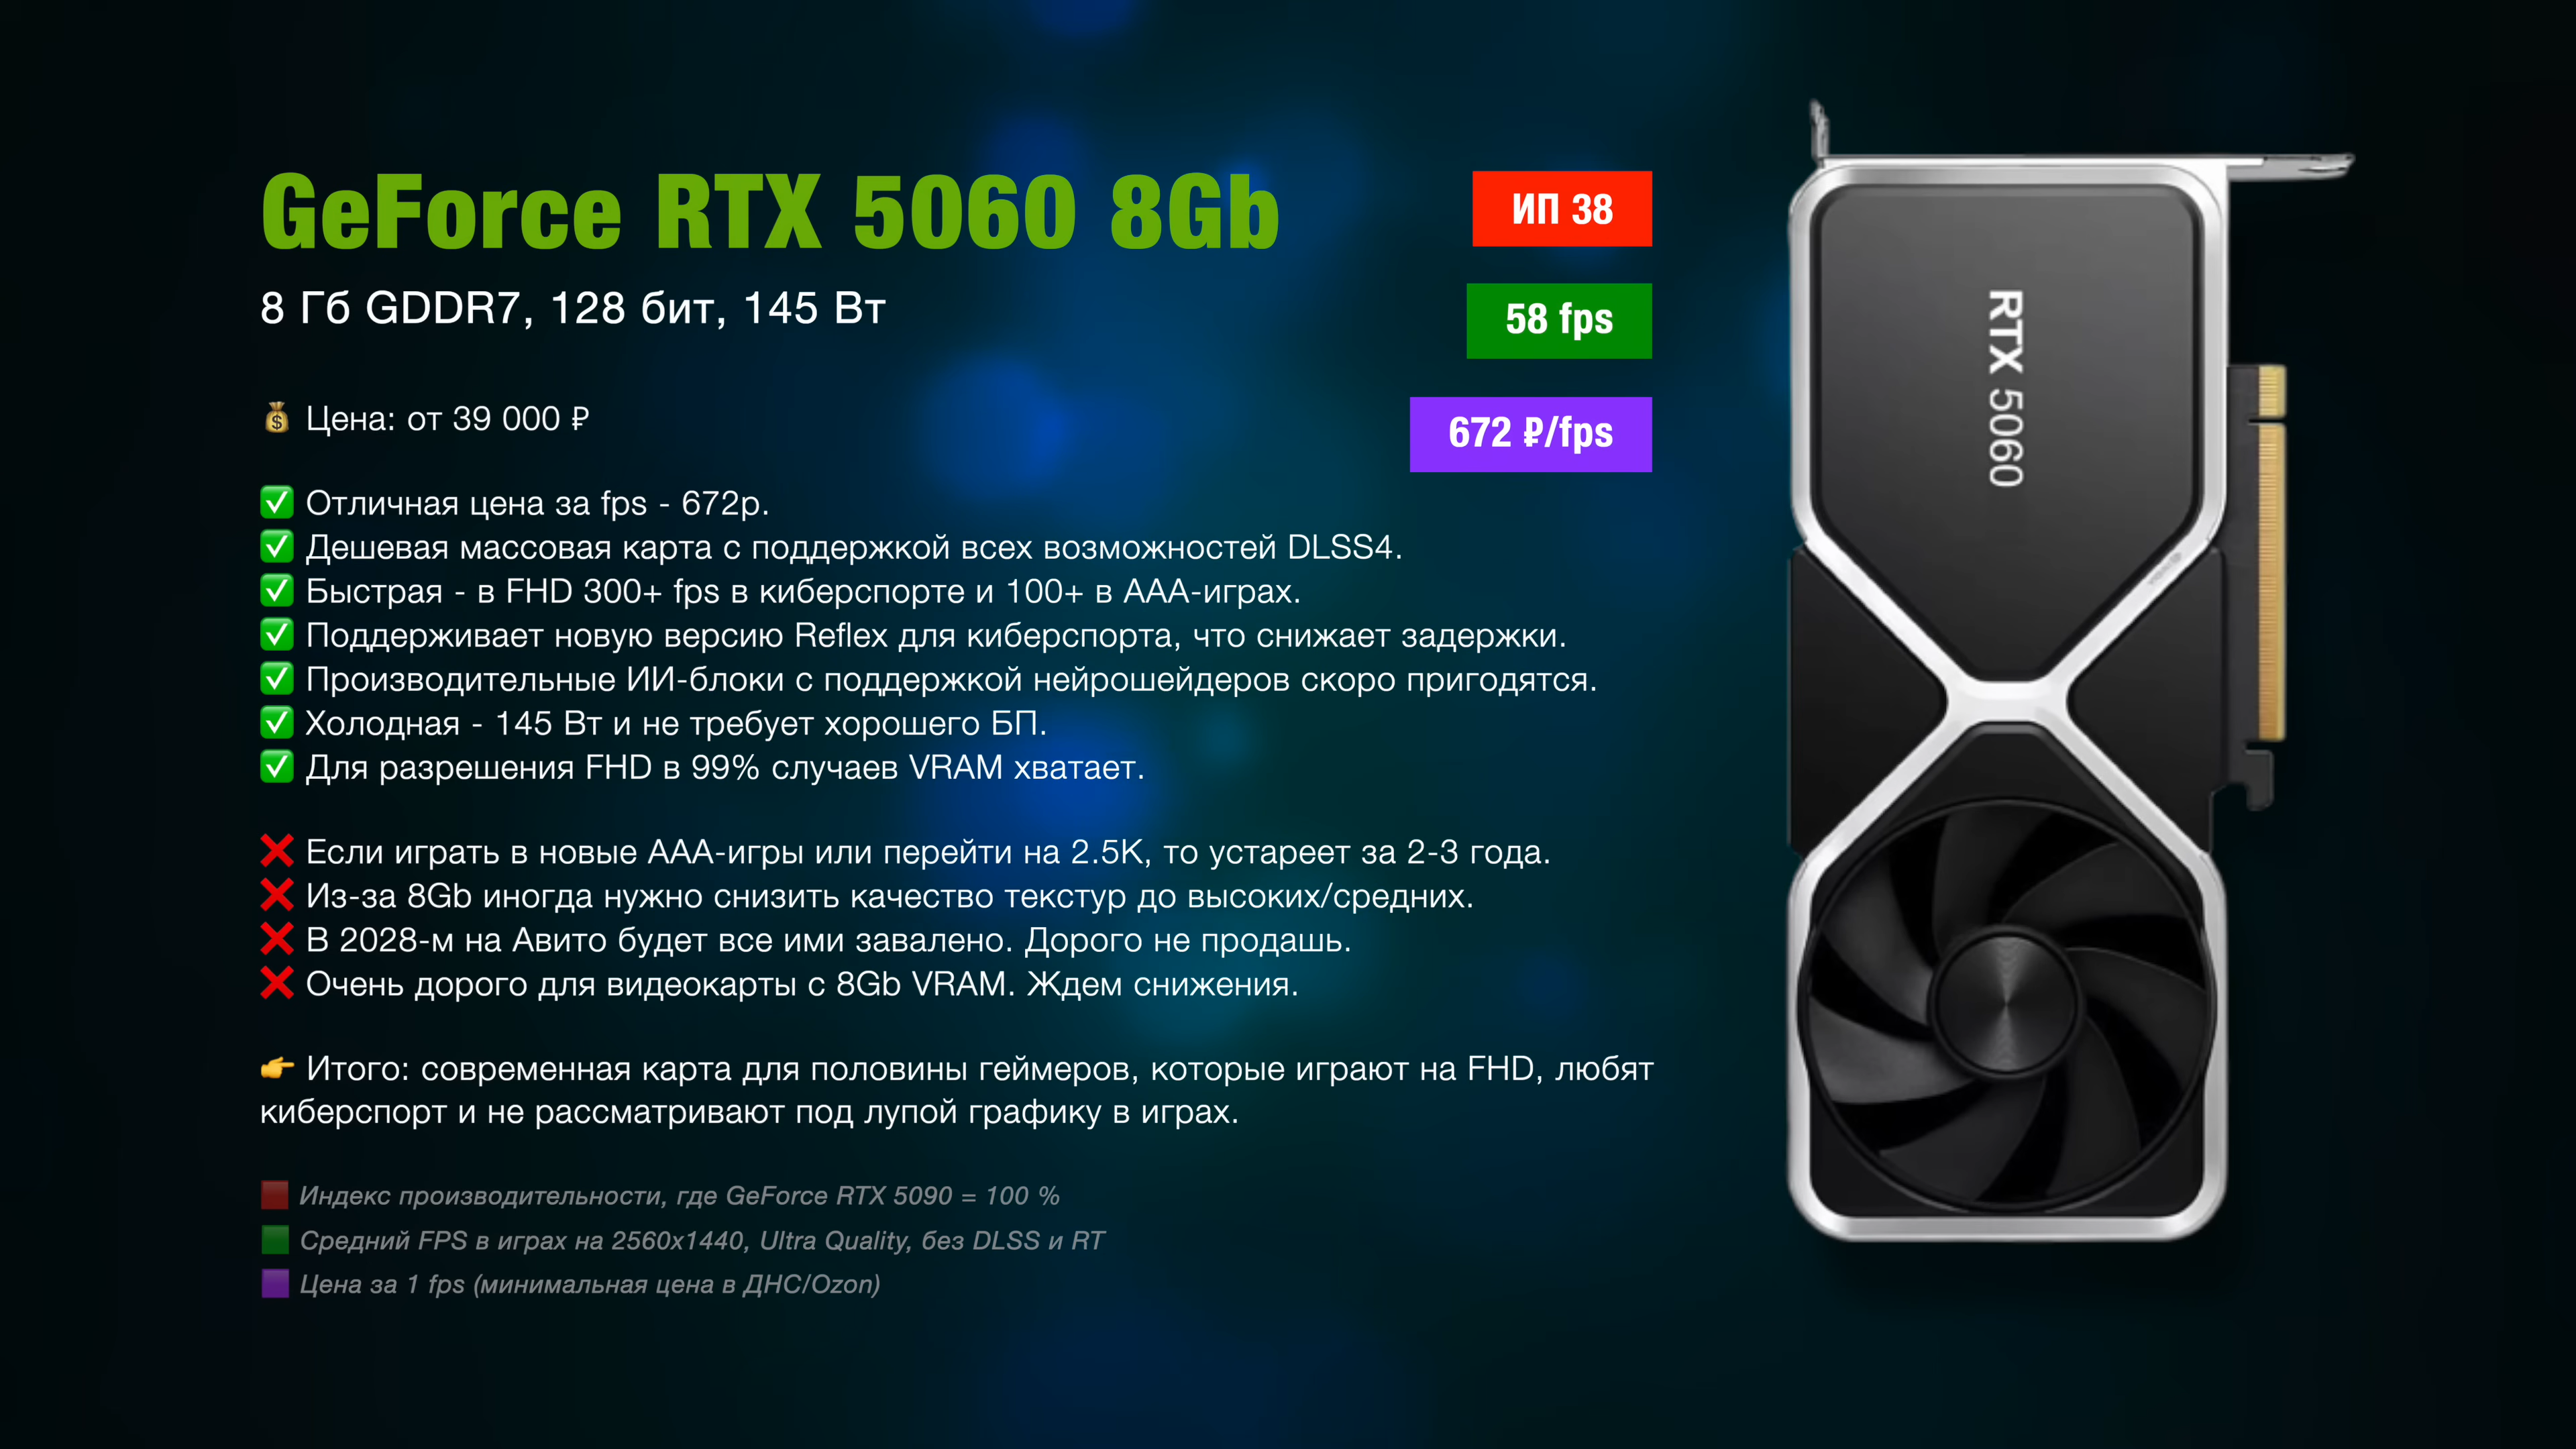 GeForce RTX 5060 8Gb
8 Гб GDDR7, 128 бит, 145 Вт
ИП 38
58 fps
672 ₽/fps
💰 Цена: от 39 000 ₽
✅ Отличная цена за fps - 672р.
✅ Дешевая массовая карта с поддержкой всех возможностей DLSS4.
✅ Быстрая - в FHD 300+ fps в киберспорте и 100+ в ААА-играх.
✅ Поддерживает новую версию Reflex для киберспорта, что снижает задержки.
✅ Производительные ИИ-блоки с поддержкой нейрошейдеров скоро пригодятся.
✅ Холодная - 145 Вт и не требует хорошего БП.
✅ Для разрешения FHD в 99% случаев VRAM хватает.
❌ Если играть в новые ААА-игры или перейти на 2.5K, то устареет за 2-3 года.
❌ Из-за 8Gb иногда нужно снизить качество текстур до высоких/средних.
❌ В 2028-м на Авито будет все ими завалено. Дорого не продашь.
❌ Очень дорого для видеокарты с 8Gb VRAM. Ждем снижения.
👉 Итого: современная карта для половины геймеров, которые играют на FHD, любят
киберспорт и не рассматривают под лупой графику в играх.
🟥 Индекс производительности, где GeForce RTX 5090 = 100 %
🟩 Средний FPS в играх на 2560x1440, Ultra Quality, без DLSS и RT
🟪 Цена за 1 fps (минимальная цена в ДНС/Ozon)
RTX 5060